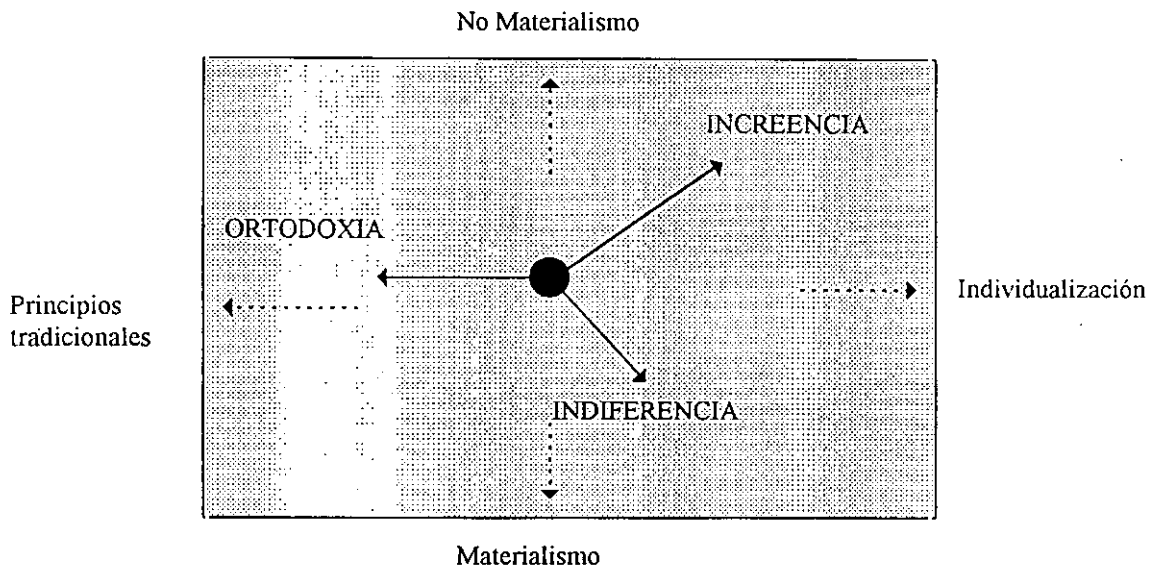 No Materialismo
INCREENCIA
ORTODOXIA
Principios
tradicionales
Individualización
INDIFERENCIA
Materialismo